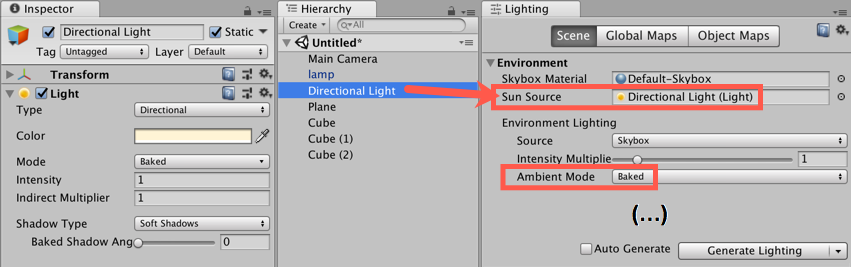 Inspector
Directional Light
Static
Tag Untagged Layer Default
Transform
Light
Type Directional
Color
Mode Baked
Intensity 1
Indirect Multiplier 1
Shadow Type Soft Shadows
Baked Shadow Ang 0
Hierarchy
Create All
Untitled*
Main Camera
lamp
Directional Light
Plane
Cube
Cube (1)
Cube (2)
Lighting
Scene Global Maps Object Maps
Environment
Skybox Material Default-Skybox
Sun Source Directional Light (Light)
Environment Lighting
Source Skybox
Intensity Multiplie 1
Ambient Mode Baked
(...)
Auto Generate Generate Lighting